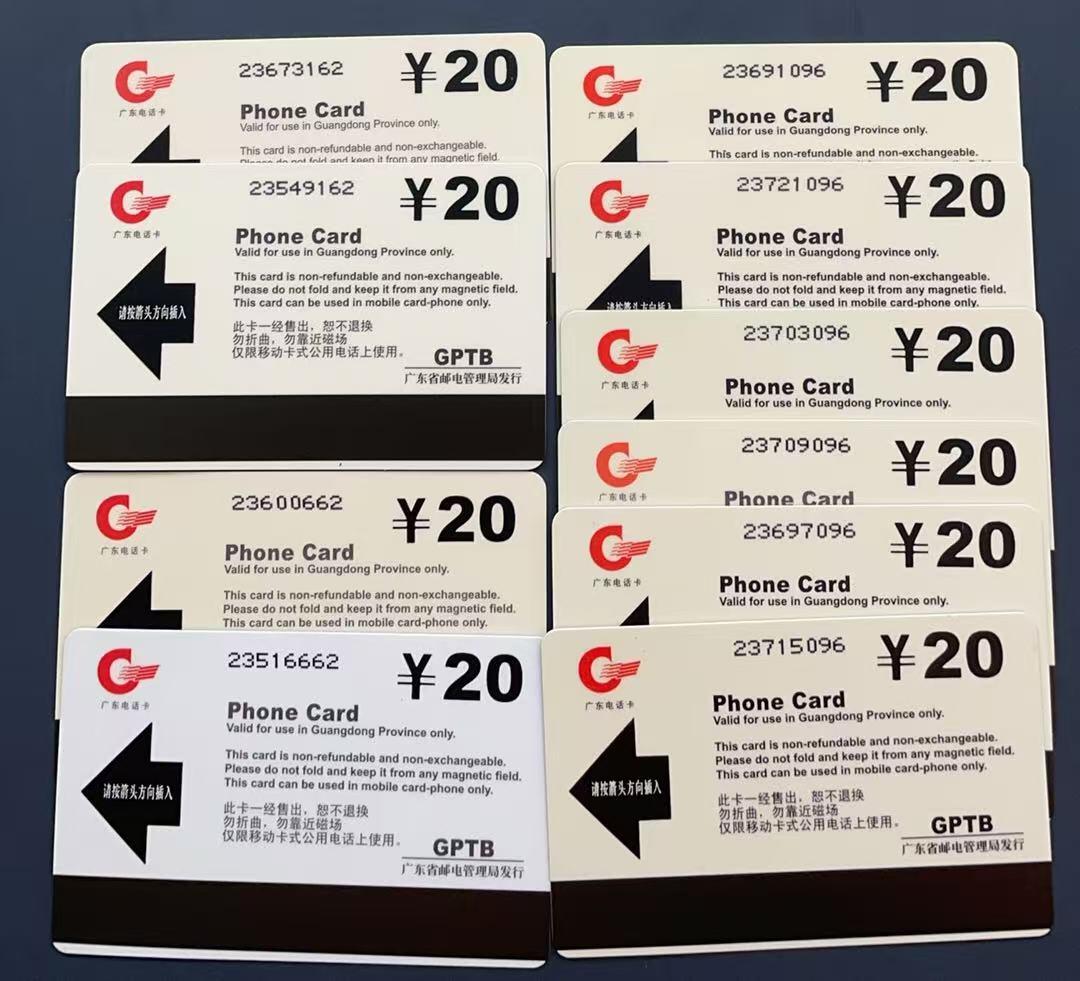 23673162
¥20
广东电话卡
Phone Card
Valid for use in Guangdong Province only.
This card is non-refundable and non-exchangeable.
Please do not fold and keep it from any magnetic field.
23549162
¥20
广东电话卡
Phone Card
Valid for use in Guangdong Province only.
This card is non-refundable and non-exchangeable.
Please do not fold and keep it from any magnetic field.
This card can be used in mobile card-phone only.
请按箭头方向插入
此卡一经售出，恕不退换
勿折曲，勿靠近磁场
仅限移动卡式公用电话上使用。
GPTB
广东省邮电管理局发行
23600662
¥20
广东电话卡
Phone Card
Valid for use in Guangdong Province only.
This card is non-refundable and non-exchangeable.
Please do not fold and keep it from any magnetic field.
This card can be used in mobile card-phone only.
23516662
¥20
广东电话卡
Phone Card
Valid for use in Guangdong Province only.
This card is non-refundable and non-exchangeable.
Please do not fold and keep it from any magnetic field.
This card can be used in mobile card-phone only.
请按箭头方向插入
此卡一经售出，恕不退换
勿折曲，勿靠近磁场
仅限移动卡式公用电话上使用。
GPTB
广东省邮电管理局发行
23691096
¥20
广东电话卡
Phone Card
Valid for use in Guangdong Province only.
This card is non-refundable and non-exchangeable.
23721096
¥20
广东电话卡
Phone Card
Valid for use in Guangdong Province only.
This card is non-refundable and non-exchangeable.
Please do not fold and keep it from any magnetic field.
This card can be used in mobile card-phone only.
请按箭头方向插入
23703096
¥20
广东电话卡
Phone Card
Valid for use in Guangdong Province only.
23709096
¥20
广东电话卡
Phone Card
23697096
¥20
广东电话卡
Phone Card
Valid for use in Guangdong Province only.
23715096
¥20
广东电话卡
Phone Card
Valid for use in Guangdong Province only.
This card is non-refundable and non-exchangeable.
Please do not fold and keep it from any magnetic field.
This card can be used in mobile card-phone only.
请按箭头方向插入
此卡一经售出，恕不退换
勿折曲，勿靠近磁场
仅限移动卡式公用电话上使用。
GPTB
广东省邮电管理局发行